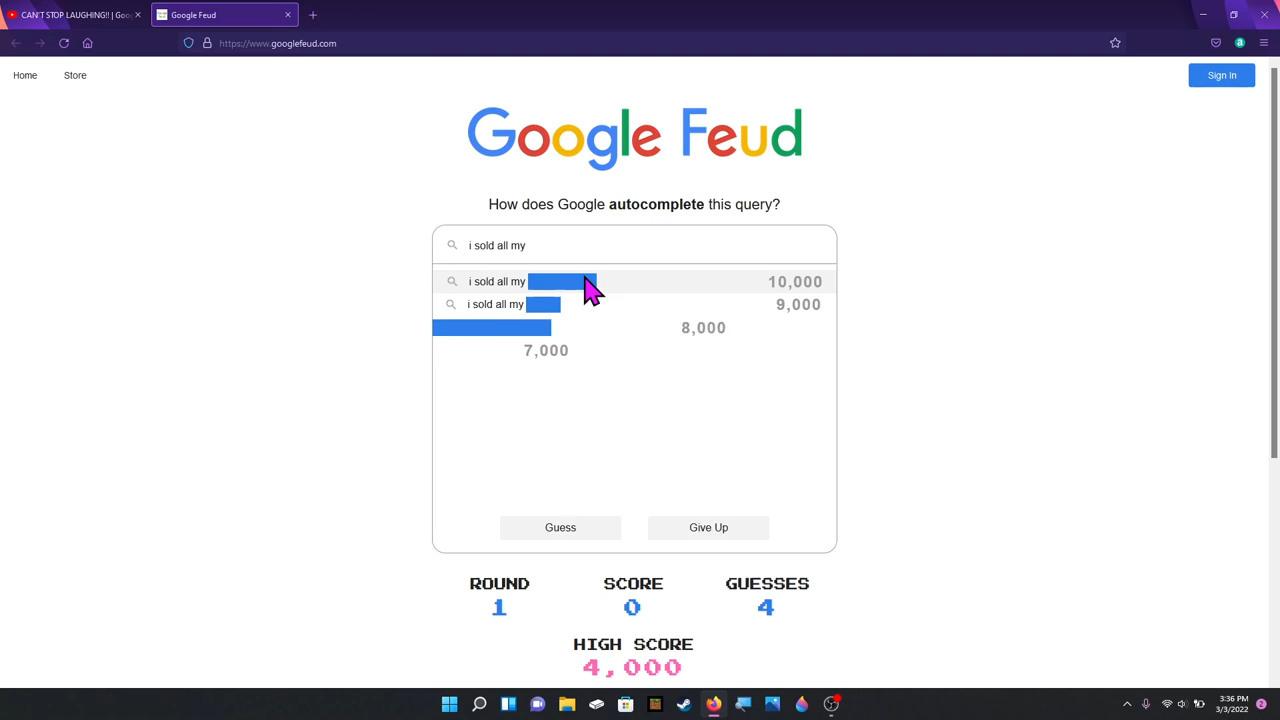 CAN'T STOP LAUGHING!! | Goo
Google Feud
https://www.googlefeud.com
Home
Store
Sign In
Google Feud
How does Google autocomplete this query?
i sold all my
i sold all my 10,000
i sold all my 9,000
8,000
7,000
Guess
Give Up
ROUND SCORE GUESSES
1 0 4
HIGH SCORE
4,000
3:36 PM
3/3/2022
2